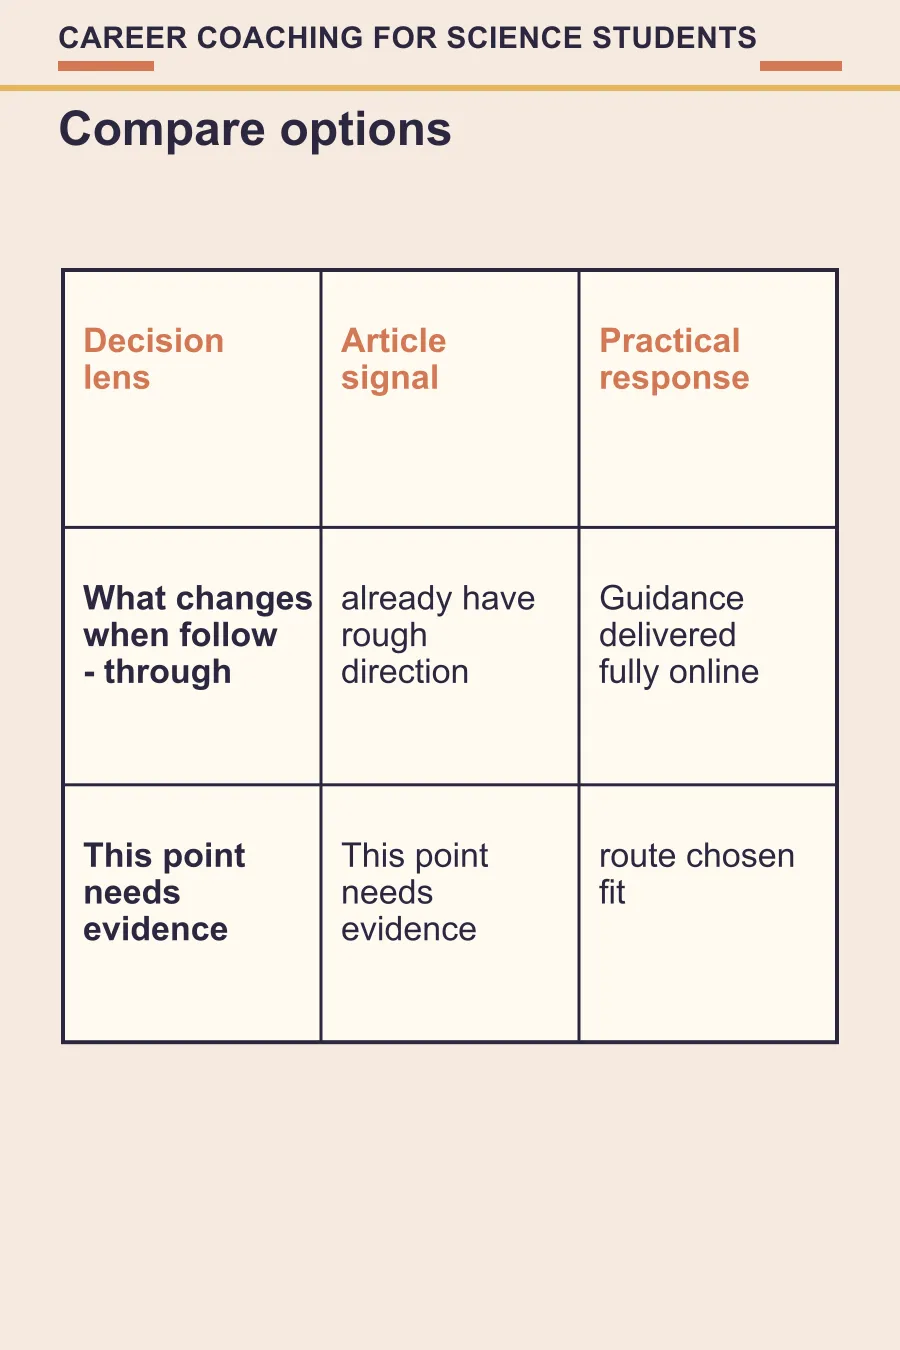 CAREER COACHING FOR SCIENCE STUDENTS
Compare options
Decision
lens
Article
signal
Practical
response
What changes
when follow
- through
already have
rough
direction
Guidance
delivered
fully online
This point
needs
evidence
This point
needs
evidence
route chosen
fit